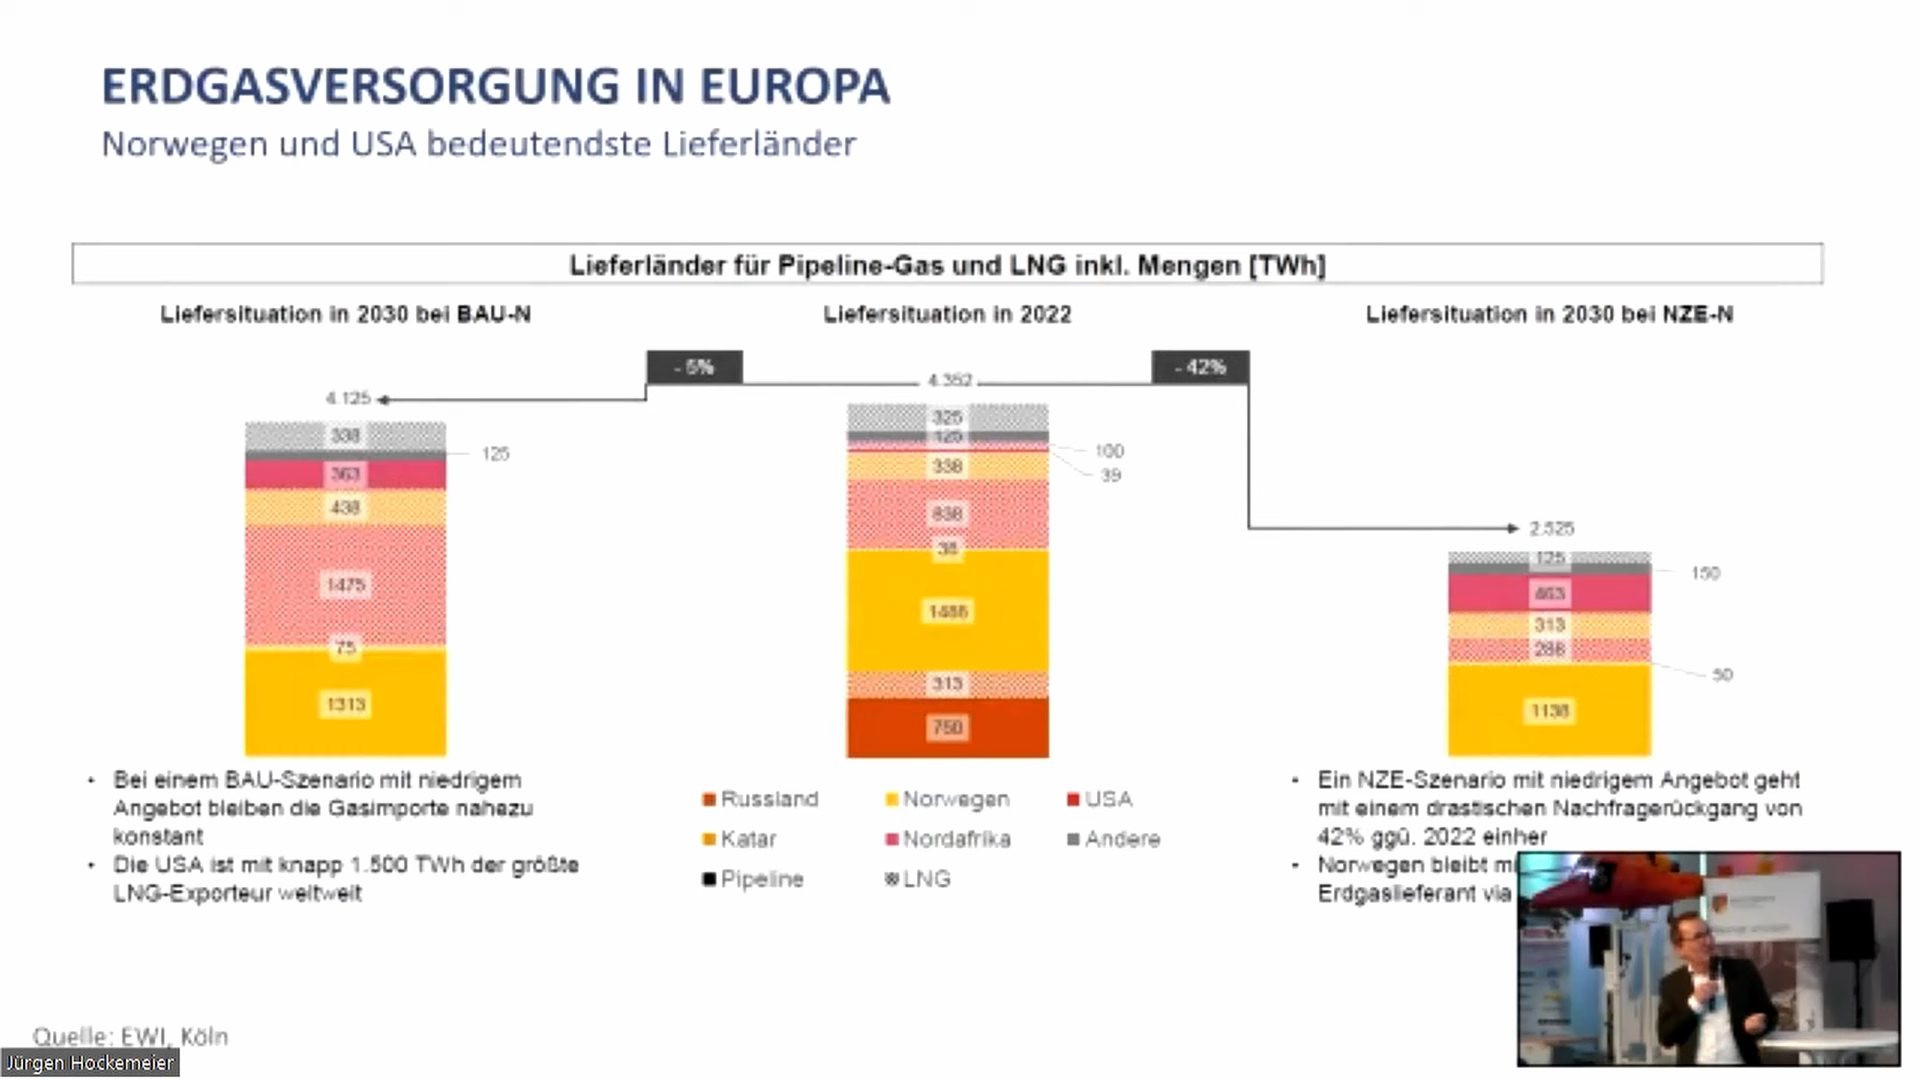 ERDGASVERSORGUNG IN EUROPA
Norwegen und USA bedeutendste Lieferländer
Lieferländer für Pipeline-Gas und LNG inkl. Mengen [TWh]
Liefersituation in 2030 bei BAU-N
Liefersituation in 2022
Liefersituation in 2030 bei NZE-N
- 5%
- 42%
4.125
338
125
363
438
1475
75
1313
4.352
325
125
100
39
338
838
38
313
750
2.525
125
150
463
313
288
50
1138
• Bei einem BAU-Szenario mit niedrigem
Angebot bleiben die Gasimporte nahezu
konstant
• Die USA ist mit knapp 1.500 TWh der größte
LNG-Exporteur weltweit
Russland
Norwegen
USA
Katar
Nordafrika
Andere
Pipeline
LNG
• Ein NZE-Szenario mit niedrigem Angebot geht
mit einem drastischen Nachfragerückgang von
42% ggü. 2022 einher
• Norwegen bleibt
Erdgaslieferant via
Quelle: EWI, Köln
Jürgen Hockemeier